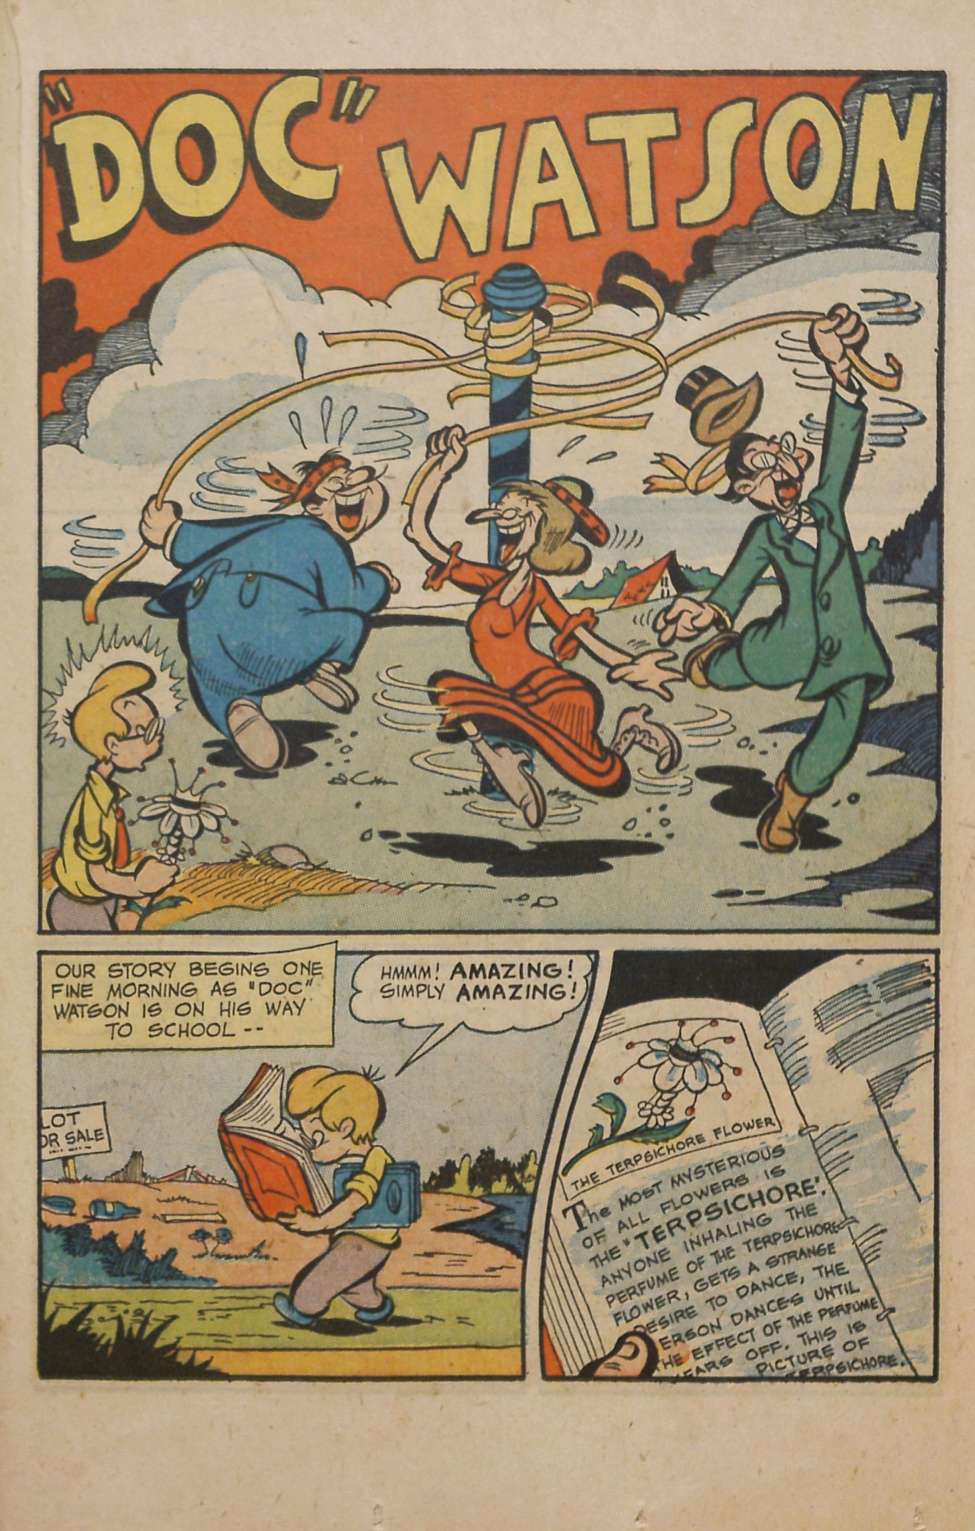 "DOC" WATSON
OUR STORY BEGINS ONE
FINE MORNING AS "DOC"
WATSON IS ON HIS WAY
TO SCHOOL --
HMMM! AMAZING!
SIMPLY AMAZING!
LOT
OR SALE
THE TERPSICHORE FLOWER
The MOST MYSTERIOUS
OF ALL FLOWERS IS
THE "TERPSICHORE".
ANYONE INHALING THE
PERFUME OF THE TERPSICHORE
FLOWER, GETS A STRANGE
DESIRE TO DANCE, THE
PERSON DANCES UNTIL
THE EFFECT OF THE PERFUME
WEARS OFF. THIS IS
PICTURE OF
TERPSICHORE.